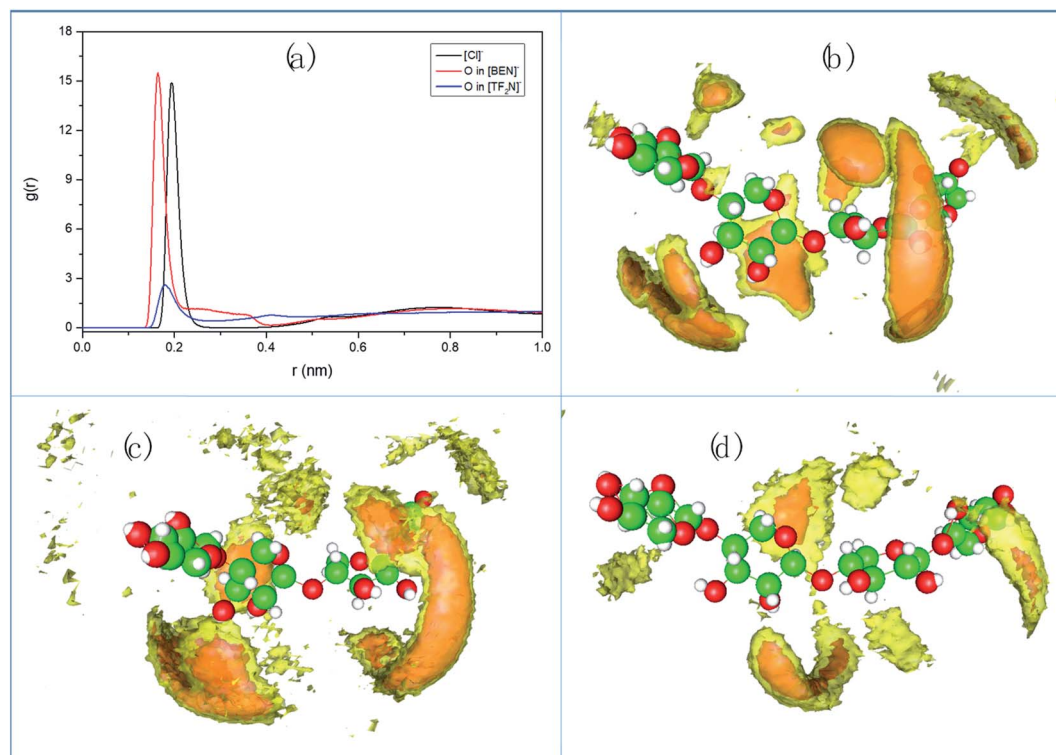 (a)
[Cl]⁻
O in [BEN]⁻
O in [TF₂N]⁻
g(r)
18
15
12
9
6
3
0
0.0 0.2 0.4 0.6 0.8 1.0
r (nm)
(b)
(c)
(d)